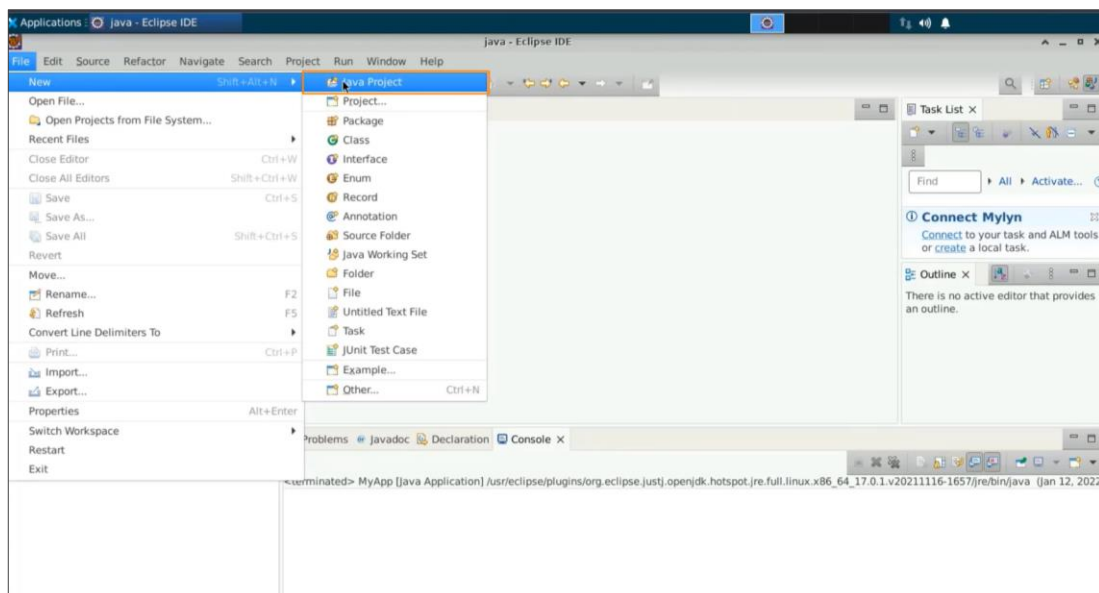 Applications
java - Eclipse IDE
java - Eclipse IDE
File Edit Source Refactor Navigate Search Project Run Window Help
New Shift+Alt+N
Open File...
Open Projects from File System...
Recent Files
Close Editor Ctrl+W
Close All Editors Shift+Ctrl+W
Save Ctrl+S
Save As...
Save All Shift+Ctrl+S
Revert
Move...
Rename... F2
Refresh F5
Convert Line Delimiters To
Print... Ctrl+P
Import...
Export...
Properties Alt+Enter
Switch Workspace
Restart
Exit
Java Project
Project...
Package
Class
Interface
Enum
Record
Annotation
Source Folder
Java Working Set
Folder
File
Untitled Text File
Task
JUnit Test Case
Example...
Other... Ctrl+N
Task List
Find All Activate...
Connect Mylyn
Connect to your task and ALM tools
or create a local task.
Outline
There is no active editor that provides
an outline.
Problems Javadoc Declaration Console
<terminated> MyApp [Java Application] /usr/eclipse/plugins/org.eclipse.justj.openjdk.hotspot.jre.full.linux.x86_64_17.0.1.v20211116-1657/jre/bin/java (Jan 12, 2022